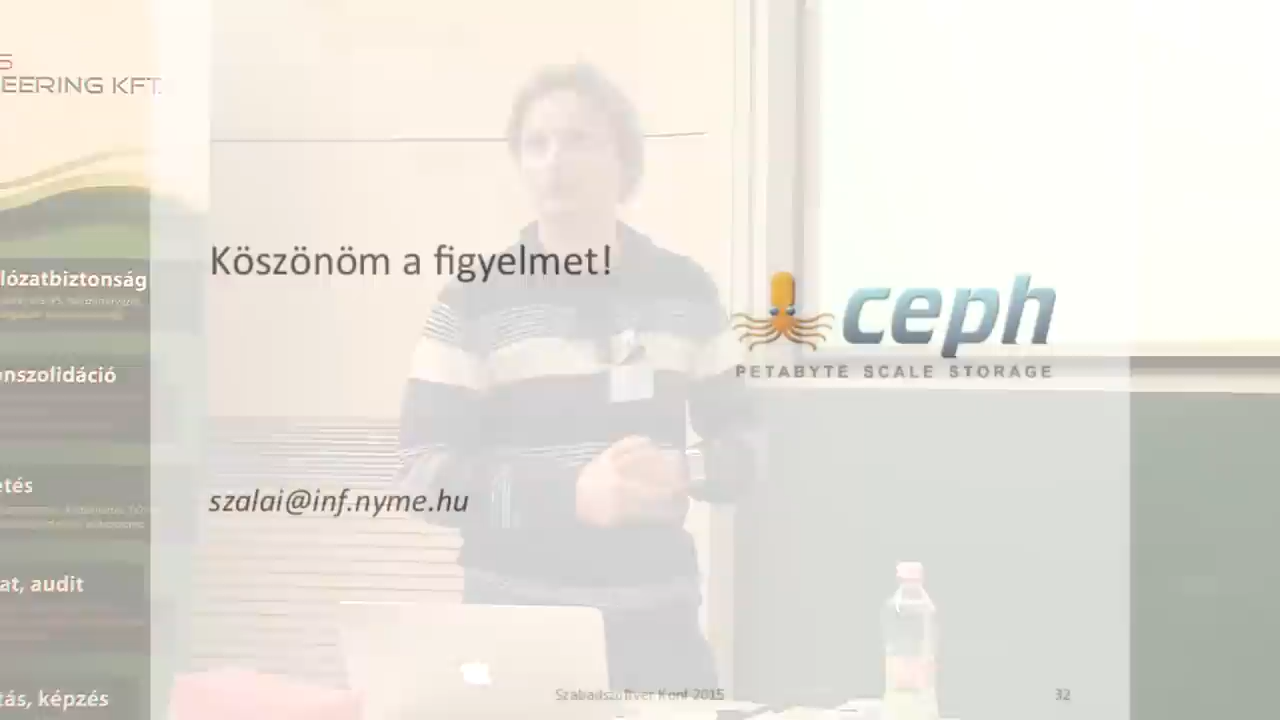 5
EERING KFT.
Köszönöm a figyelmet!
lózatbiztonság
ceph
PETABYTE SCALE STORAGE
onszolidáció
etés
szalai@inf.nyme.hu
at, audit
tás, képzés
Szabadszoftver Konf 2015
32